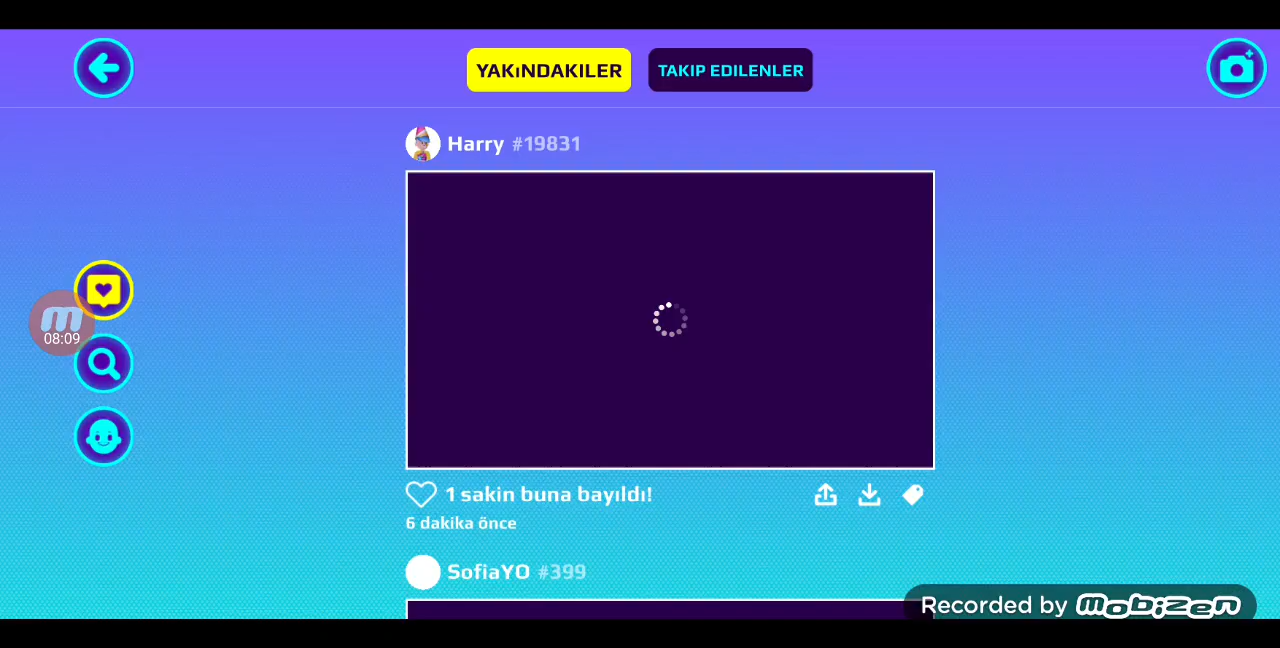 YAKıNDAKILER
TAKIP EDILENLER
Harry #19831
08:09
1 sakin buna bayıldı!
6 dakika önce
SofiaYO #399
Recorded by mobizen